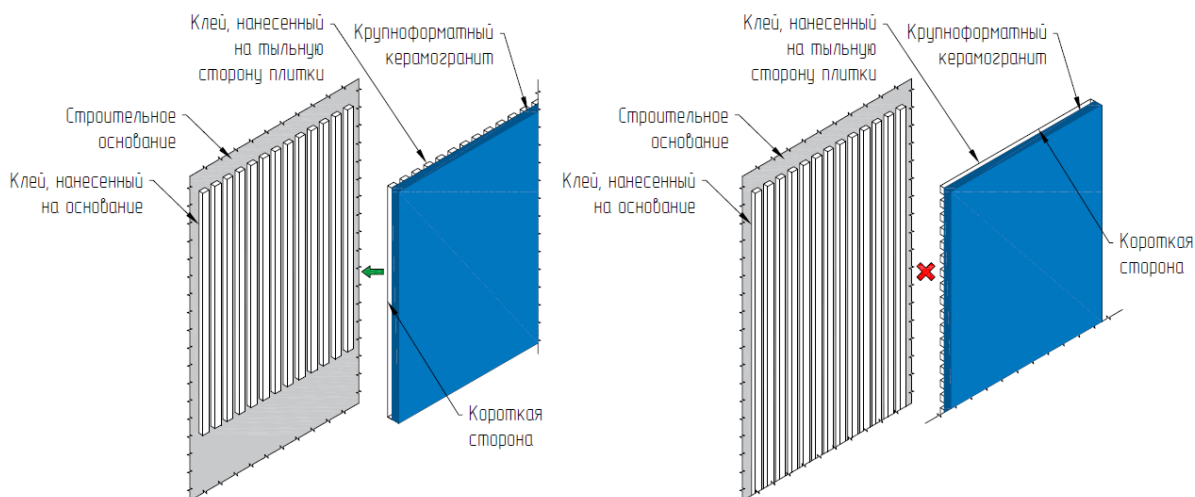 Клей, нанесенный
на тыльную
сторону плитки
Крупноформатный
керамогранит
Строительное
основание
Клей, нанесенный
на основание
Короткая
сторона
Клей, нанесенный
на тыльную
сторону плитки
Крупноформатный
керамогранит
Строительное
основание
Клей, нанесенный
на основание
Короткая
сторона